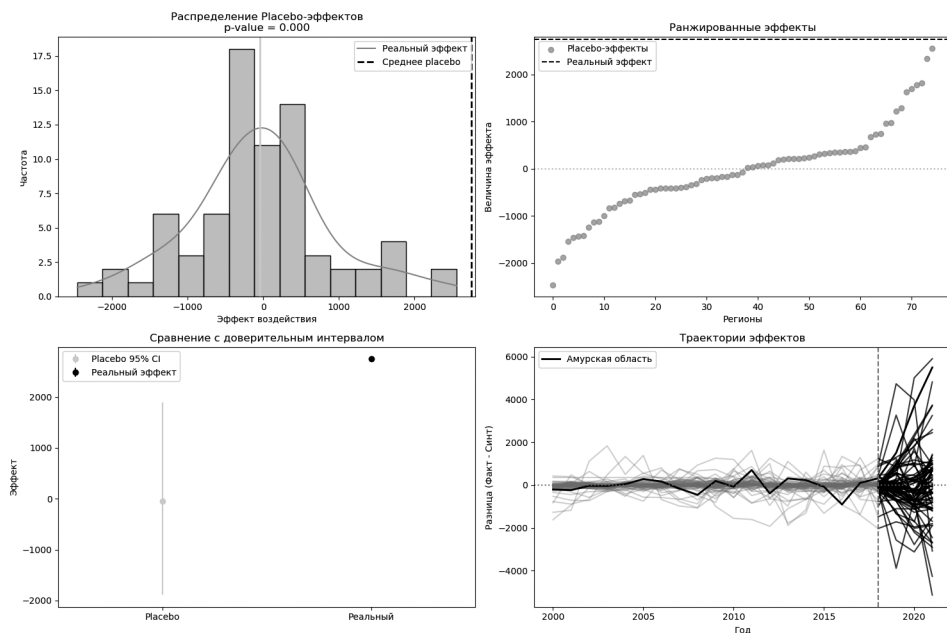 Распределение Placebo-эффектов
p-value = 0.000
Реальный эффект
Среднее placebo
Частота
17.5
15.0
12.5
10.0
7.5
5.0
2.5
0.0
−2000
−1000
0
1000
2000
Эффект воздействия
Ранжированные эффекты
Placebo-эффекты
Реальный эффект
Величина эффекта
2000
1000
0
−1000
−2000
0
10
20
30
40
50
60
70
Регионы
Сравнение с доверительным интервалом
Placebo 95% CI
Реальный эффект
Эффект
2000
1000
0
−1000
−2000
Placebo
Реальный
Траектории эффектов
Амурская область
Разница (Факт - Синт)
6000
4000
2000
0
−2000
−4000
2000
2005
2010
2015
2020
Год